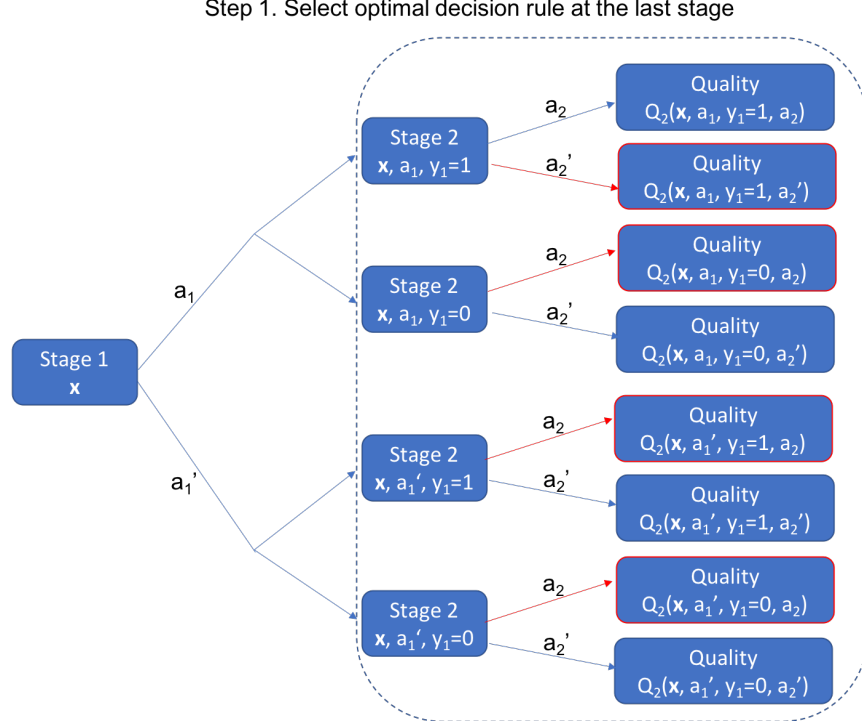 Step 1. Select optimal decision rule at the last stage
Stage 1
x
a₁
a₁’
Stage 2
x, a₁, y₁=1
a₂
Quality
Q₂(x, a₁, y₁=1, a₂)
a₂’
Quality
Q₂(x, a₁, y₁=1, a₂’)
Stage 2
x, a₁, y₁=0
a₂
Quality
Q₂(x, a₁, y₁=0, a₂)
a₂’
Quality
Q₂(x, a₁, y₁=0, a₂’)
Stage 2
x, a₁‘, y₁=1
a₂
Quality
Q₂(x, a₁’, y₁=1, a₂)
a₂’
Quality
Q₂(x, a₁’, y₁=1, a₂’)
Stage 2
x, a₁‘, y₁=0
a₂
Quality
Q₂(x, a₁’, y₁=0, a₂)
a₂’
Quality
Q₂(x, a₁’, y₁=0, a₂’)